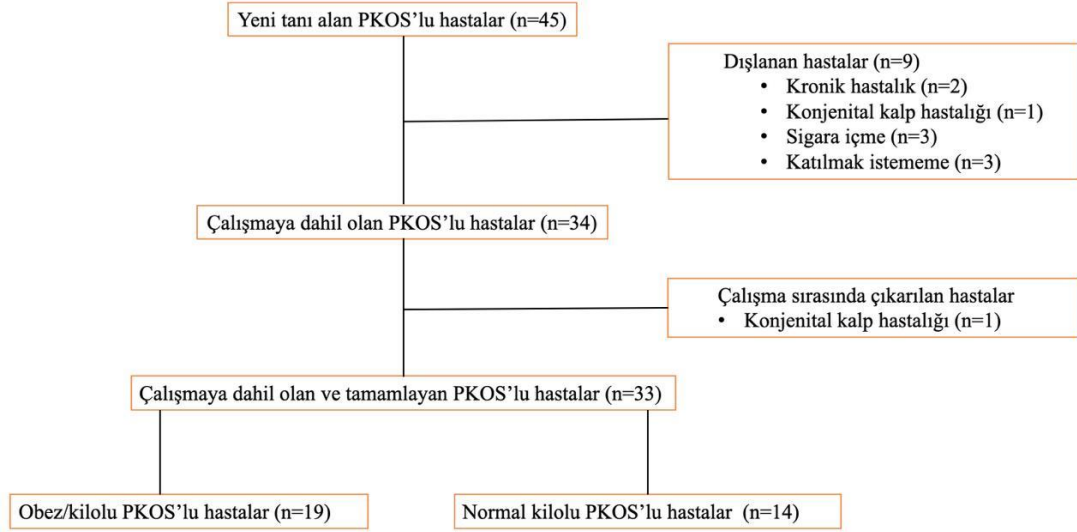 Yeni tanı alan PKOS’lu hastalar (n=45)
Dışlanan hastalar (n=9)
• Kronik hastalık (n=2)
• Konjenital kalp hastalığı (n=1)
• Sigara içme (n=3)
• Katılmak istememe (n=3)
Çalışmaya dahil olan PKOS’lu hastalar (n=34)
Çalışma sırasında çıkarılan hastalar
• Konjenital kalp hastalığı (n=1)
Çalışmaya dahil olan ve tamamlayan PKOS’lu hastalar (n=33)
Obez/kilolu PKOS’lu hastalar (n=19)
Normal kilolu PKOS’lu hastalar (n=14)